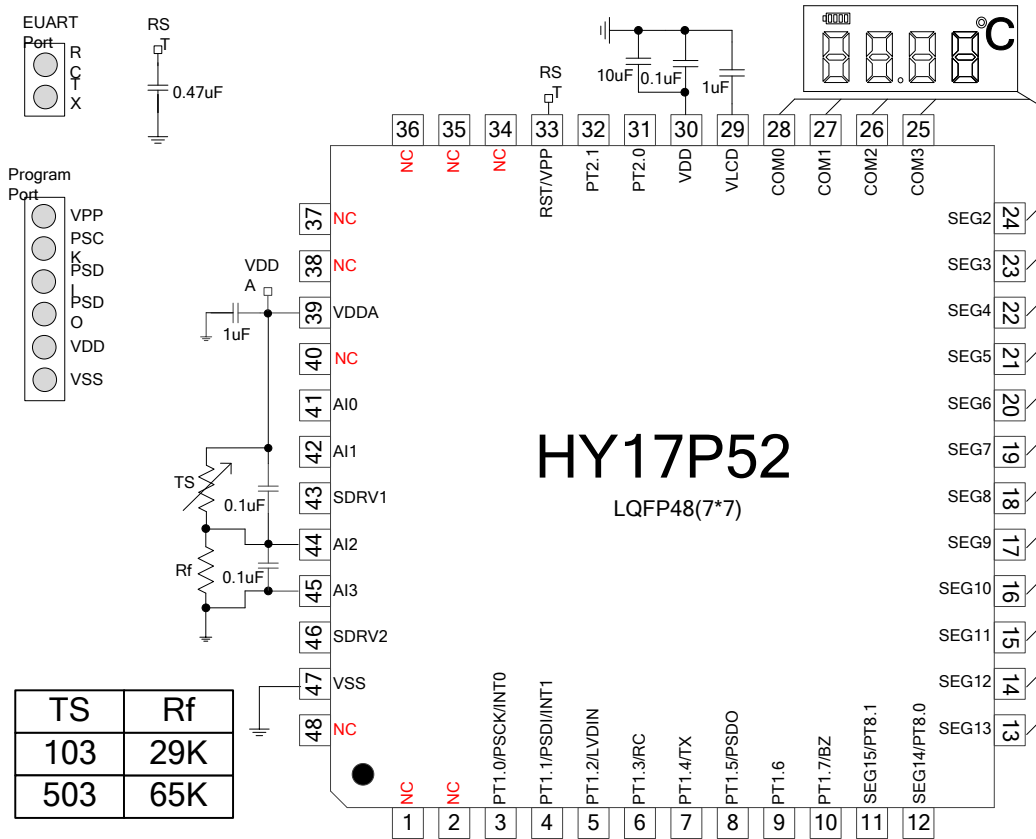 EUART
Port
R
C
T
X
RS
T
0.47uF
Program
Port
VPP
PSC
K
PSD
I
PSD
O
VDD
VSS
RS
T
10uF
0.1uF
1uF
°C
36
35
34
33
32
31
30
29
28
27
26
25
NC
NC
NC
RST/VPP
PT2.1
PT2.0
VDD
VLCD
COM0
COM1
COM2
COM3
37 NC
38 NC
39 VDDA
40 NC
41 AI0
42 AI1
43 SDRV1
44 AI2
45 AI3
46 SDRV2
47 VSS
48 NC
VDD
A
1uF
TS
0.1uF
Rf
0.1uF
HY17P52
LQFP48(7*7)
SEG2 24
SEG3 23
SEG4 22
SEG5 21
SEG6 20
SEG7 19
SEG8 18
SEG9 17
SEG10 16
SEG11 15
SEG12 14
SEG13 13
TS Rf
103 29K
503 65K
NC
NC
PT1.0/PSCK/INT0
PT1.1/PSDI/INT1
PT1.2/LVDIN
PT1.3/RC
PT1.4/TX
PT1.5/PSDO
PT1.6
PT1.7/BZ
SEG15/PT8.1
SEG14/PT8.0
1
2
3
4
5
6
7
8
9
10
11
12